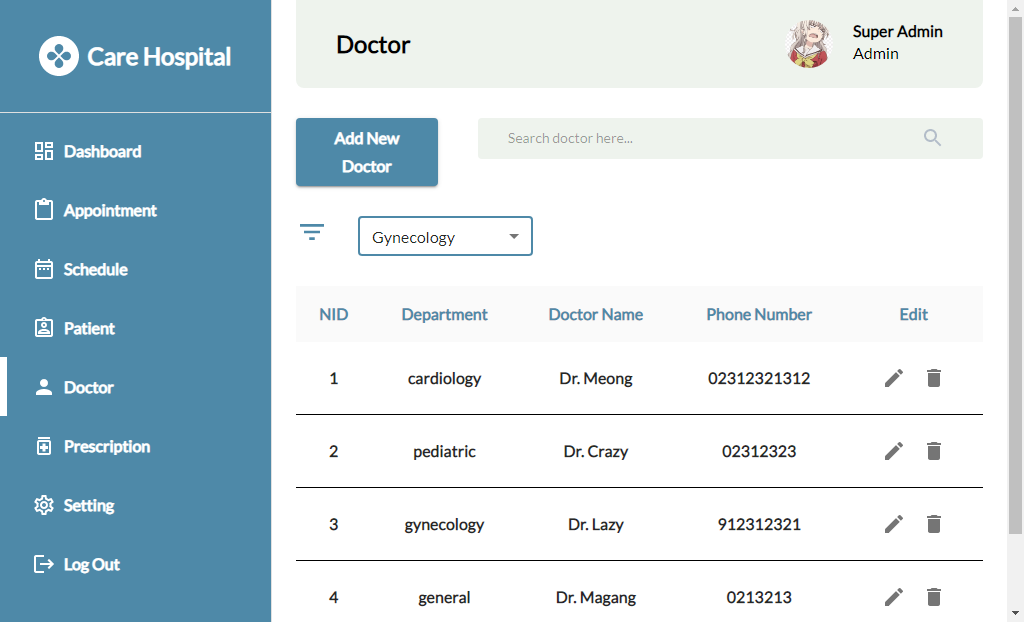 Care Hospital
Dashboard
Appointment
Schedule
Patient
Doctor
Prescription
Setting
Log Out
Doctor
Super Admin
Admin
Add New
Doctor
Search doctor here...
Gynecology
NID Department Doctor Name Phone Number Edit
1 cardiology Dr. Meong 02312321312
2 pediatric Dr. Crazy 02312323
3 gynecology Dr. Lazy 912312321
4 general Dr. Magang 0213213